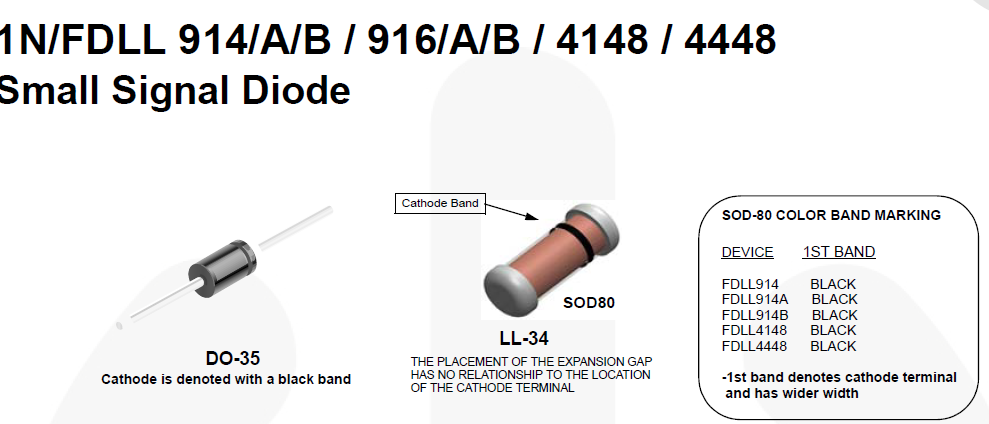 1N/FDLL 914/A/B / 916/A/B / 4148 / 4448
Small Signal Diode
Cathode Band
SOD80
LL-34
THE PLACEMENT OF THE EXPANSION GAP
HAS NO RELATIONSHIP TO THE LOCATION
OF THE CATHODE TERMINAL
DO-35
Cathode is denoted with a black band
SOD-80 COLOR BAND MARKING
DEVICE 1ST BAND
FDLL914 BLACK
FDLL914A BLACK
FDLL914B BLACK
FDLL4148 BLACK
FDLL4448 BLACK
-1st band denotes cathode terminal
and has wider width